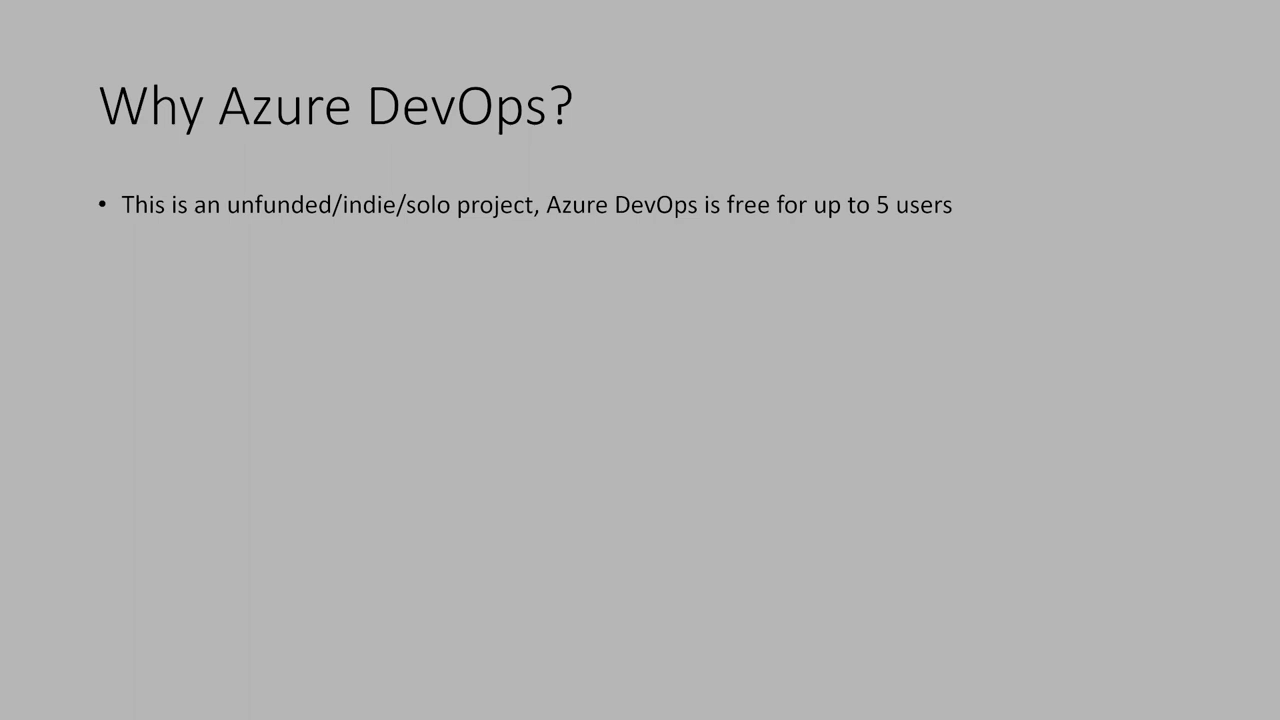 Why Azure DevOps?
• This is an unfunded/indie/solo project, Azure DevOps is free for up to 5 users